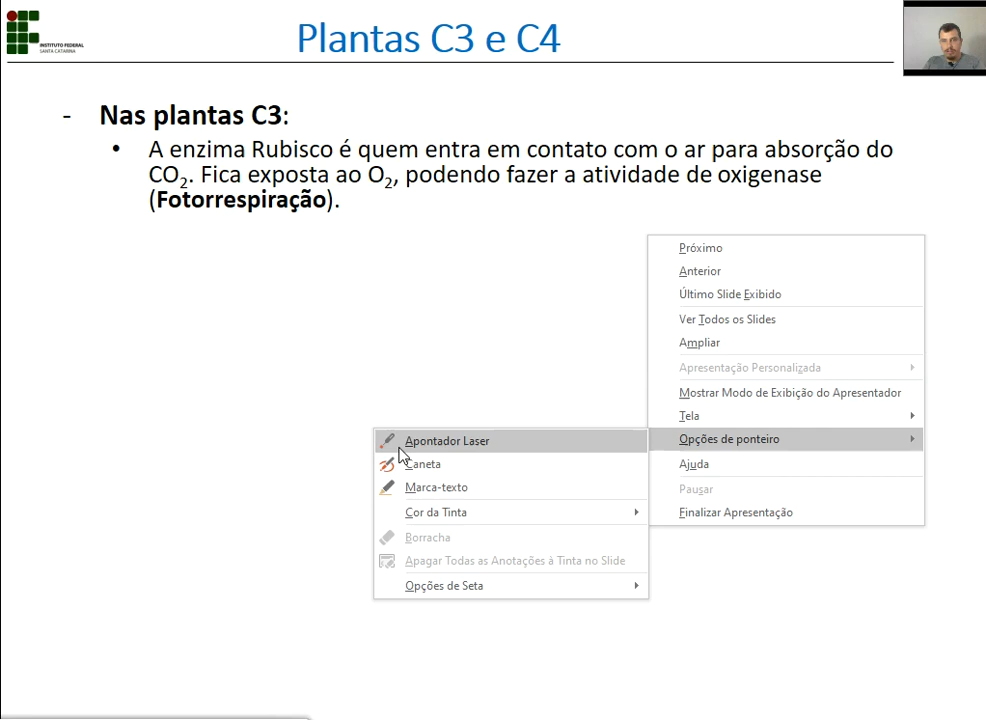 INSTITUTO FEDERAL
SANTA CATARINA
Plantas C3 e C4
- Nas plantas C3:
• A enzima Rubisco é quem entra em contato com o ar para absorção do
CO2. Fica exposta ao O2, podendo fazer a atividade de oxigenase
(Fotorrespiração).
Próximo
Anterior
Último Slide Exibido
Ver Todos os Slides
Ampliar
Apresentação Personalizada
Mostrar Modo de Exibição do Apresentador
Tela
Opções de ponteiro
Ajuda
Pausar
Finalizar Apresentação
Apontador Laser
Caneta
Marca-texto
Cor da Tinta
Borracha
Apagar Todas as Anotações à Tinta no Slide
Opções de Seta